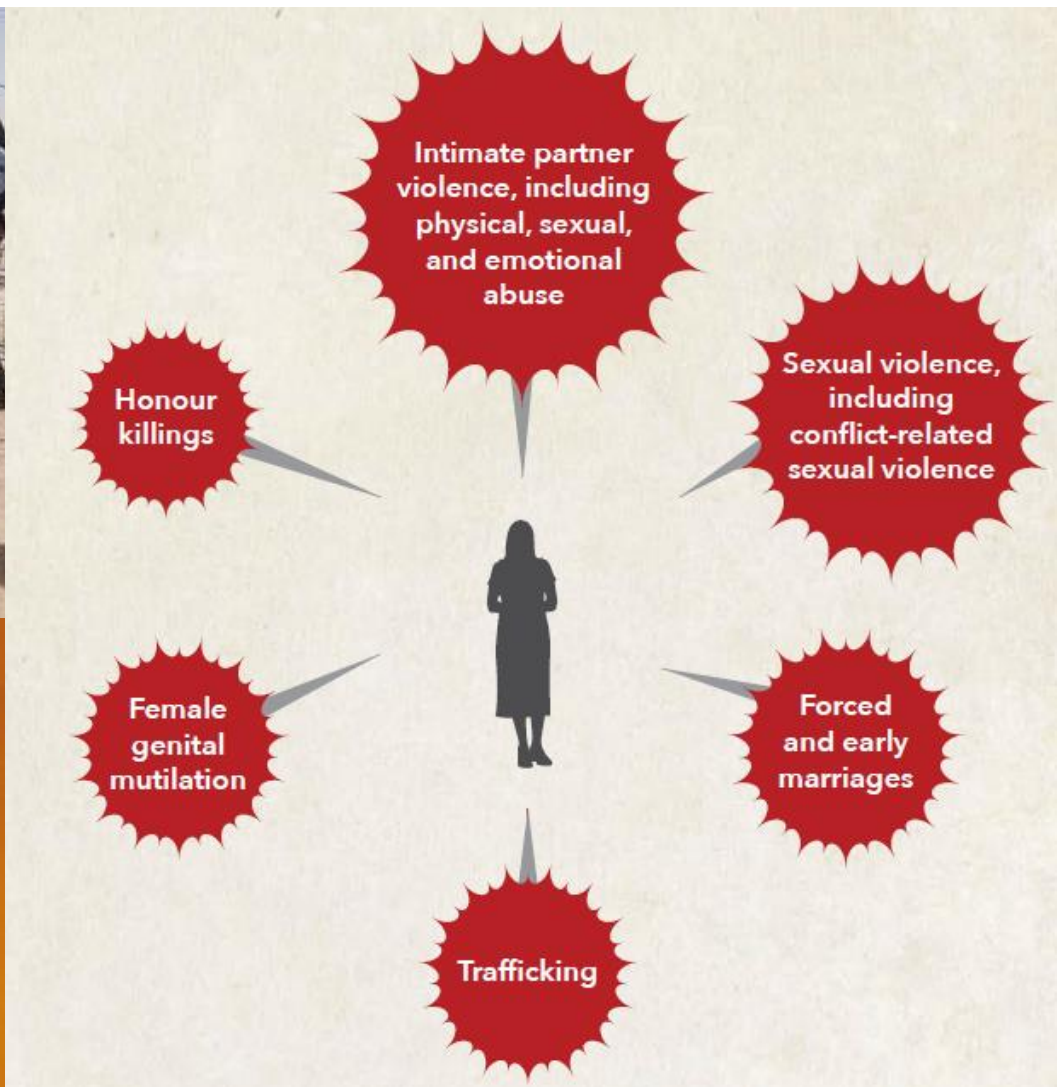 Intimate partner
violence, including
physical, sexual,
and emotional
abuse
Honour
killings
Sexual violence,
including
conflict-related
sexual violence
Female
genital
mutilation
Forced
and early
marriages
Trafficking